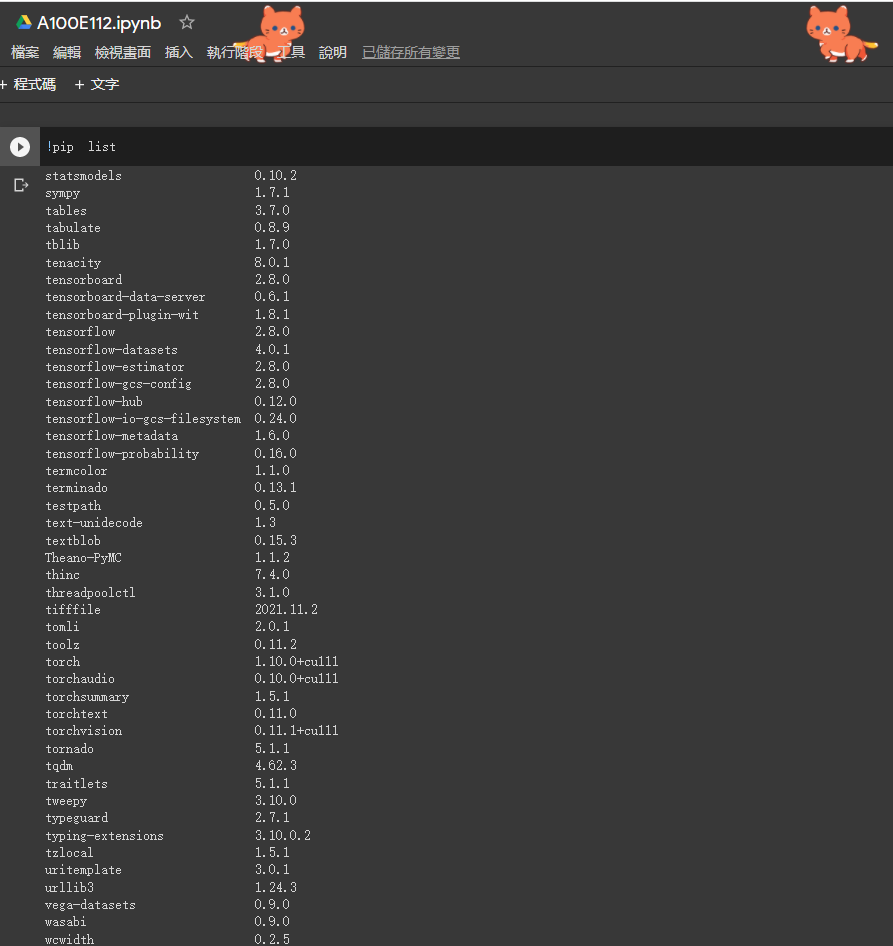 A100E112.ipynb
檔案 編輯 檢視畫面 插入 執行階段 工具 說明 已儲存所有變更
+ 程式碼 + 文字
!pip list
statsmodels 0.10.2
sympy 1.7.1
tables 3.7.0
tabulate 0.8.9
tblib 1.7.0
tenacity 8.0.1
tensorboard 2.8.0
tensorboard-data-server 0.6.1
tensorboard-plugin-wit 1.8.1
tensorflow 2.8.0
tensorflow-datasets 4.0.1
tensorflow-estimator 2.8.0
tensorflow-gcs-config 2.8.0
tensorflow-hub 0.12.0
tensorflow-io-gcs-filesystem 0.24.0
tensorflow-metadata 1.6.0
tensorflow-probability 0.16.0
termcolor 1.1.0
terminado 0.13.1
testpath 0.5.0
text-unidecode 1.3
textblob 0.15.3
Theano-PyMC 1.1.2
thinc 7.4.0
threadpoolctl 3.1.0
tifffile 2021.11.2
tomli 2.0.1
toolz 0.11.2
torch 1.10.0+cu111
torchaudio 0.10.0+cu111
torchsummary 1.5.1
torchtext 0.11.0
torchvision 0.11.1+cu111
tornado 5.1.1
tqdm 4.62.3
traitlets 5.1.1
tweepy 3.10.0
typeguard 2.7.1
typing-extensions 3.10.0.2
tzlocal 1.5.1
uritemplate 3.0.1
urllib3 1.24.3
vega-datasets 0.9.0
wasabi 0.9.0
wcwidth 0.2.5